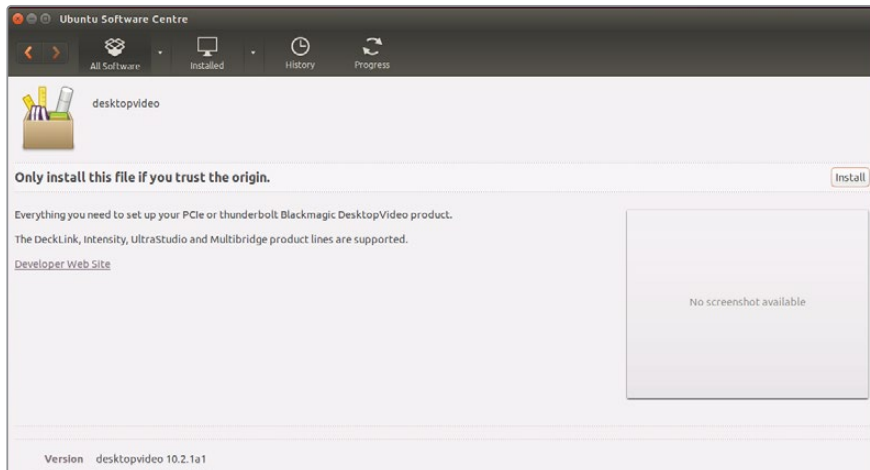 Ubuntu Software Centre
All Software
Installed
History
Progress
desktopvideo
Only install this file if you trust the origin.
Install
Everything you need to set up your PCIe or thunderbolt Blackmagic DesktopVideo product.
The DeckLink, Intensity, UltraStudio and Multibridge product lines are supported.
Developer Web Site
No screenshot available
Version desktopvideo 10.2.1a1